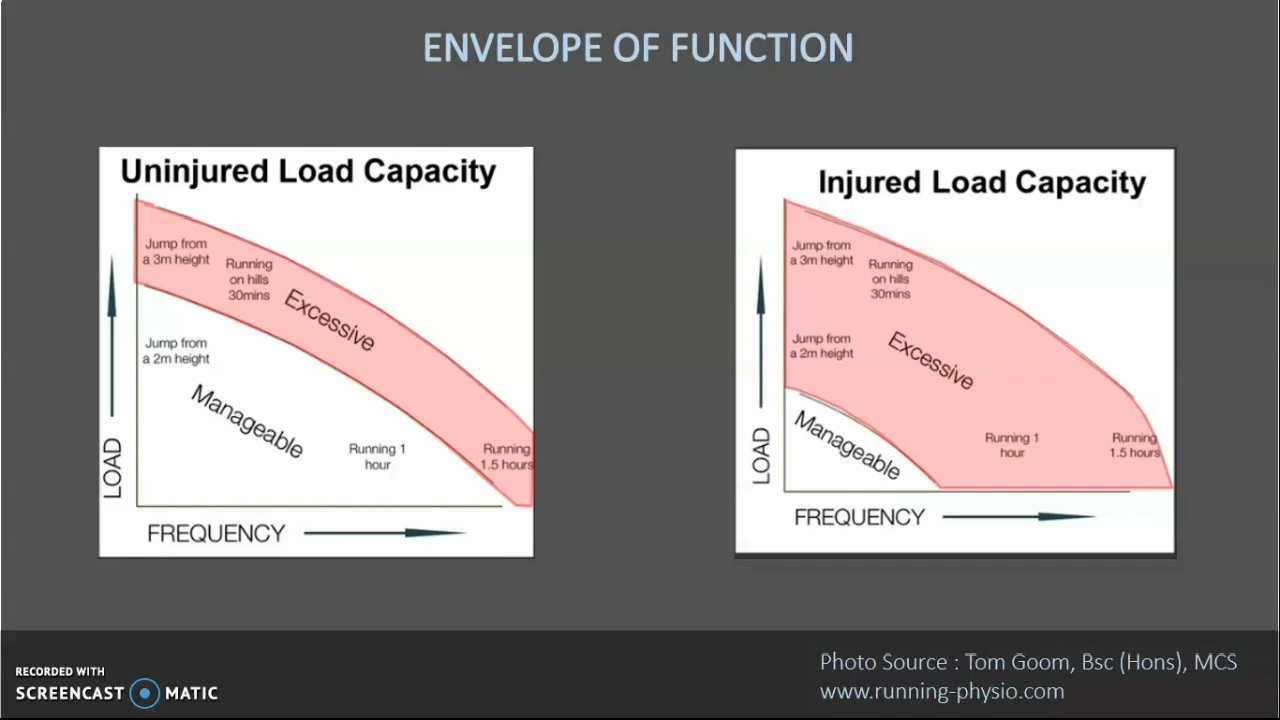 ENVELOPE OF FUNCTION
Uninjured Load Capacity
Jump from
a 3m height
Running
on hills
30mins
Excessive
Jump from
a 2m height
Manageable
Running 1
hour
Running
1.5 hours
LOAD
FREQUENCY
Injured Load Capacity
Jump from
a 3m height
Running
on hills
30mins
Jump from
a 2m height
Excessive
Manageable
Running 1
hour
Running
1.5hours
LOAD
FREQUENCY
RECORDED WITH
SCREENCAST MATIC
Photo Source : Tom Goom, Bsc (Hons), MCS
www.running-physio.com